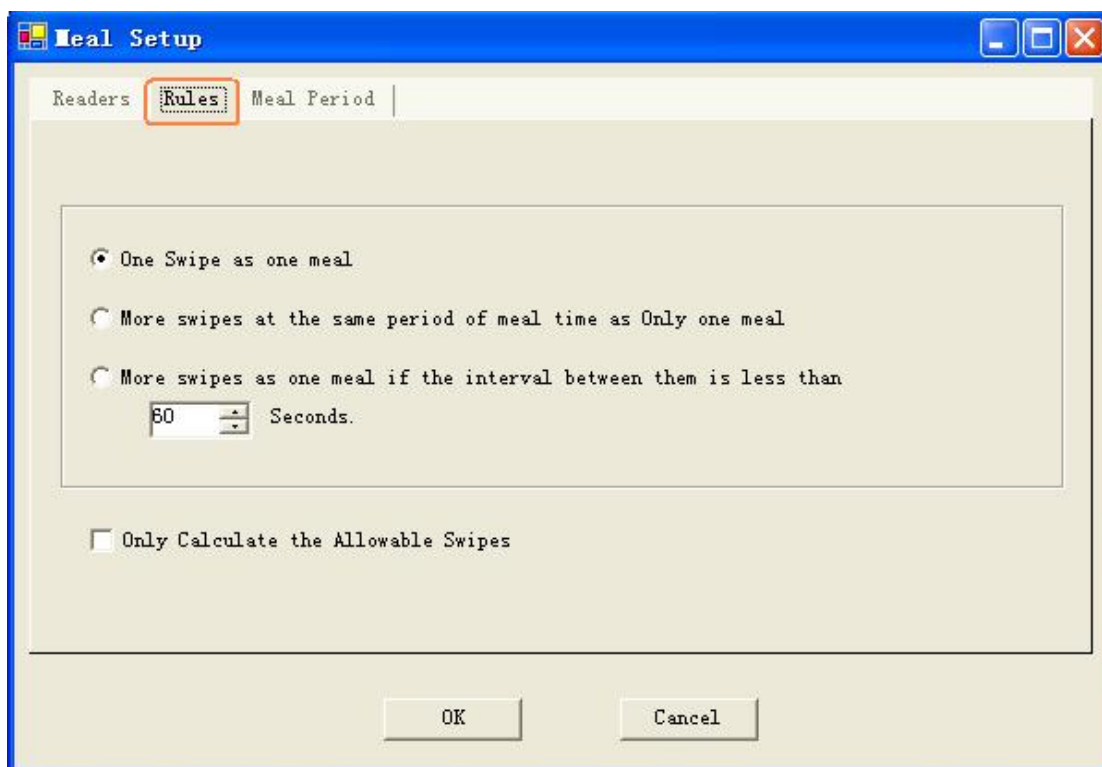 Meal Setup
Readers Rules Meal Period
One Swipe as one meal
More swipes at the same period of meal time as Only one meal
More swipes as one meal if the interval between them is less than
60 Seconds.
Only Calculate the Allowable Swipes
OK Cancel